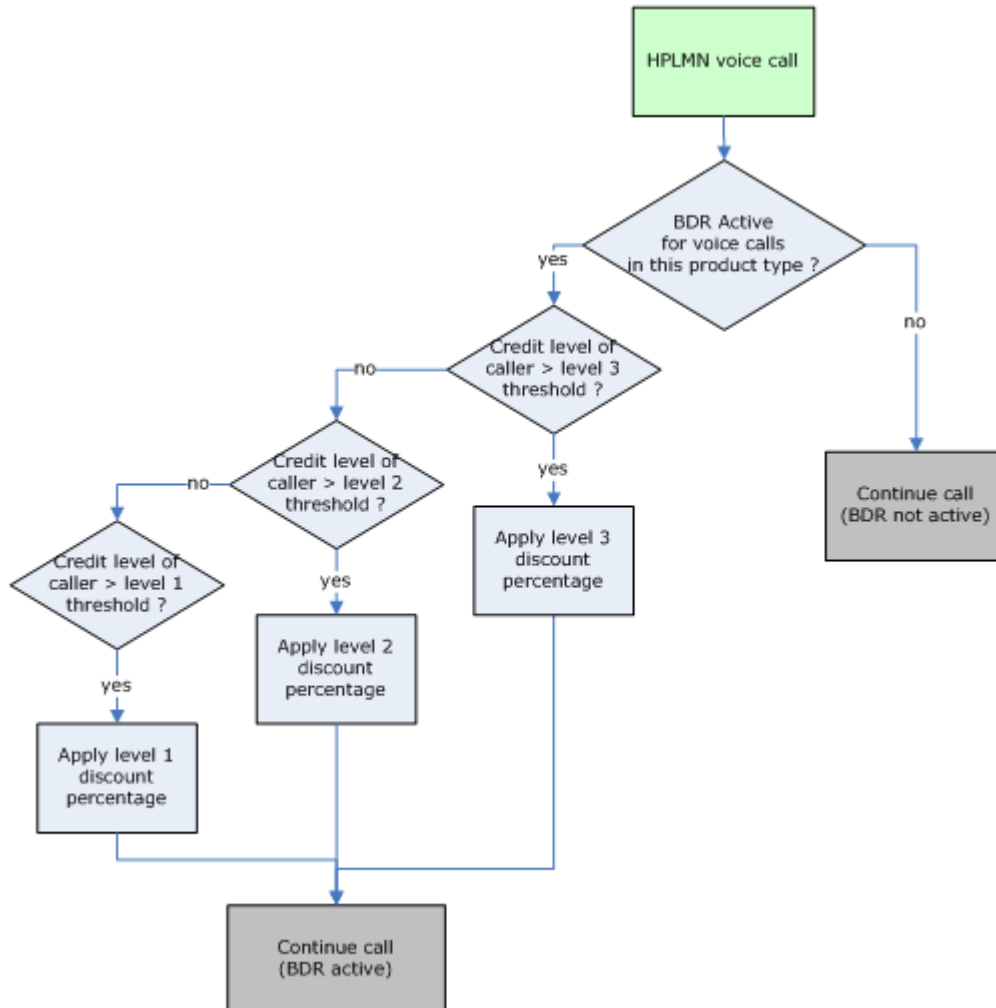 HPLMN voice call
BDR Active
for voice calls
in this product type ?
yes
no
Credit level of
caller > level 3
threshold ?
no
yes
Credit level of
caller > level 2
threshold ?
no
yes
Continue call
(BDR not active)
Apply level 3
discount
percentage
Credit level of
caller > level 1
threshold ?
yes
Apply level 2
discount
percentage
Apply level 1
discount
percentage
Continue call
(BDR active)